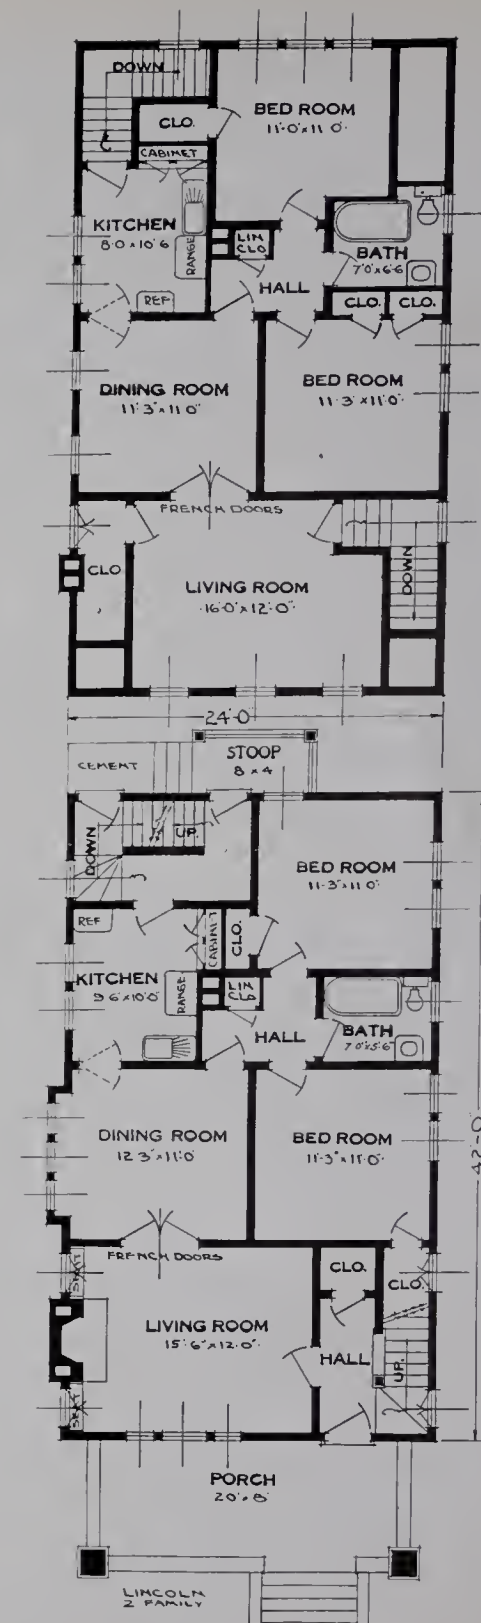 DOWN
BED ROOM
11'-0"x11'-0"
CLO.
CABINET
KITCHEN
8-0x10'6
RANGE
LIN
CLO
BATH
7'0"x6'-6
REF
HALL
CLO.
CLO.
DINING ROOM
11'-3"x11'0"
BED ROOM
11'-3"x11'0"
FRENCH DOORS
CLO
LIVING ROOM
16'-0"x12'-0"
DOWN
24'-0"
STOOP
8x4
CEMENT
DOWN
UP.
BED ROOM
11'-3"x11'0"
REF
CABINET
CLO.
KITCHEN
9'6"x10'0"
RANGE
LIN
CLO
HALL
BATH
7'0"x5'-6"
DINING ROOM
12'3"x11'0"
BED ROOM
11'-3"x11'-0"
42'-0"
FRENCH DOORS
SEAT
CLO.
CLO.
LIVING ROOM
15'-6"x12'-0"
HALL
UP.
SEAT
PORCH
20'x8'
LINCOLN
2 FAMILY